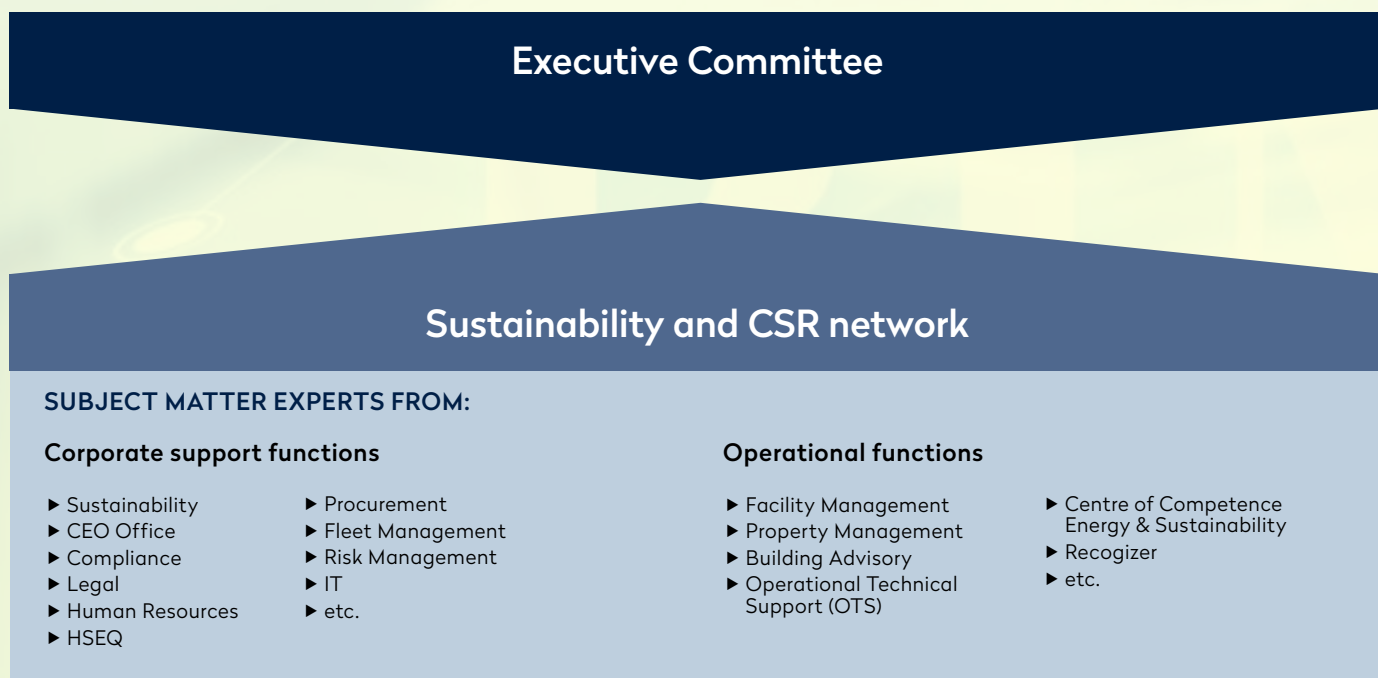 Executive Committee
Sustainability and CSR network
SUBJECT MATTER EXPERTS FROM:
Corporate support functions
▶ Sustainability
▶ CEO Office
▶ Compliance
▶ Legal
▶ Human Resources
▶ HSEQ
▶ Procurement
▶ Fleet Management
▶ Risk Management
▶ IT
▶ etc.
Operational functions
▶ Facility Management
▶ Property Management
▶ Building Advisory
▶ Operational Technical
Support (OTS)
▶ Centre of Competence
Energy & Sustainability
▶ Recogizer
▶ etc.